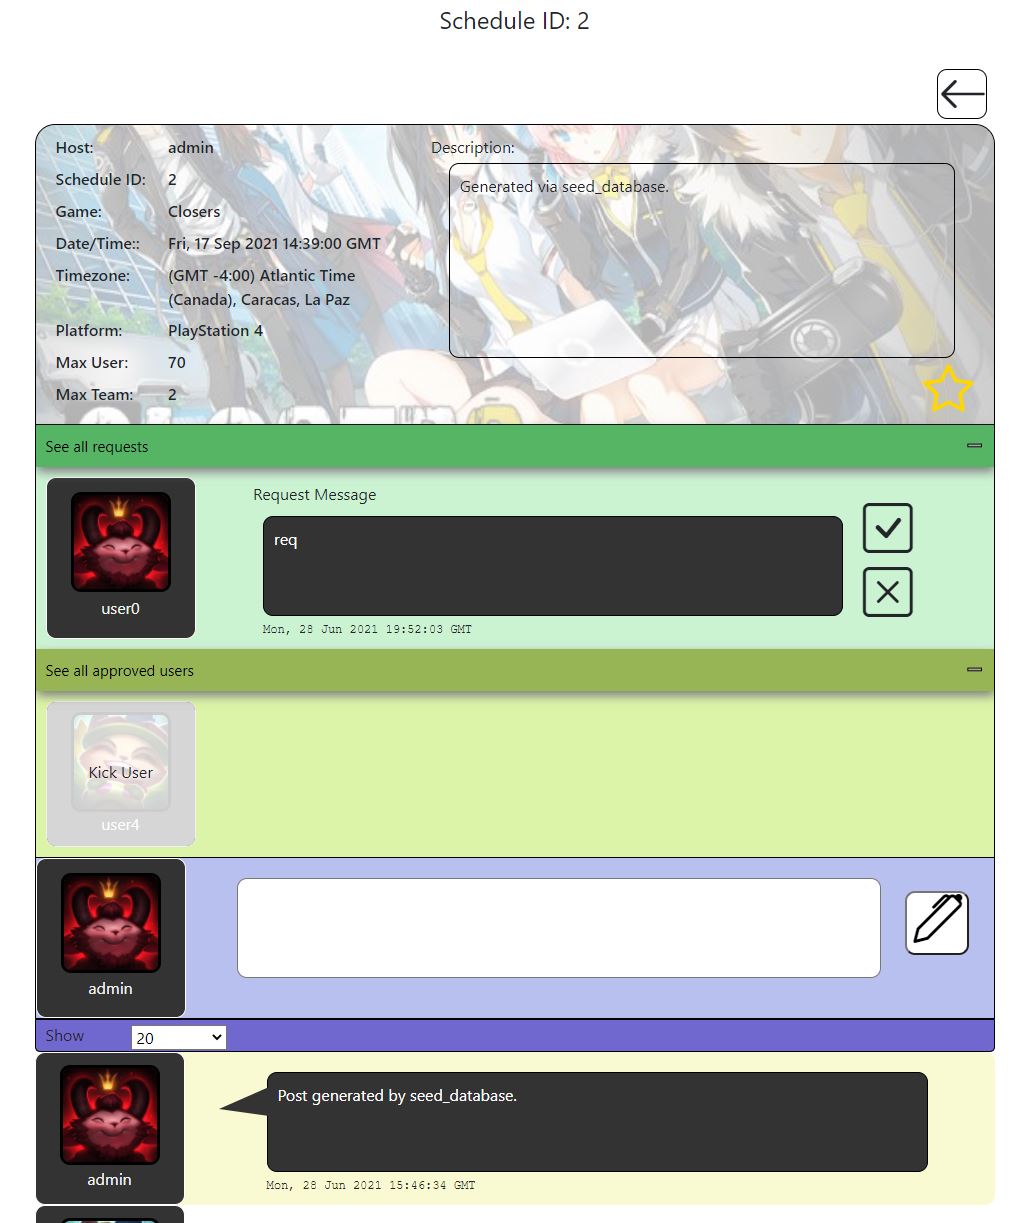 Schedule ID: 2
Host: admin
Schedule ID: 2
Game: Closers
Date/Time:: Fri, 17 Sep 2021 14:39:00 GMT
Timezone: (GMT -4:00) Atlantic Time
(Canada), Caracas, La Paz
Platform: PlayStation 4
Max User: 70
Max Team: 2
Description:
Generated via seed_database.
See all requests
user0
Request Message
req
Mon, 28 Jun 2021 19:52:03 GMT
See all approved users
Kick User
user4
admin
Show 20
admin
Post generated by seed_database.
Mon, 28 Jun 2021 15:46:34 GMT